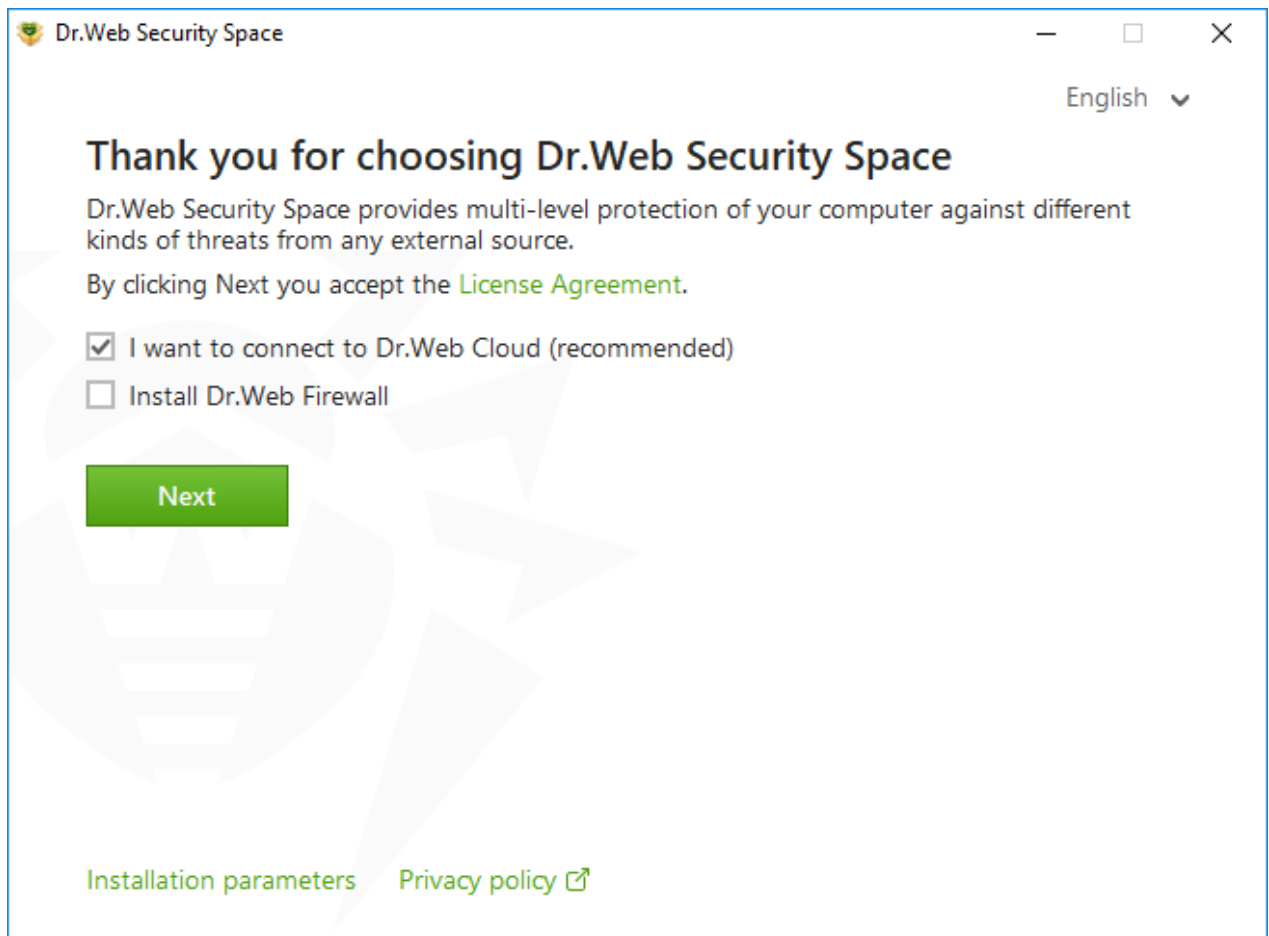 Dr.Web Security Space
English
Thank you for choosing Dr.Web Security Space
Dr.Web Security Space provides multi-level protection of your computer against different
kinds of threats from any external source.
By clicking Next you accept the License Agreement.
I want to connect to Dr.Web Cloud (recommended)
Install Dr.Web Firewall
Next
Installation parameters Privacy policy